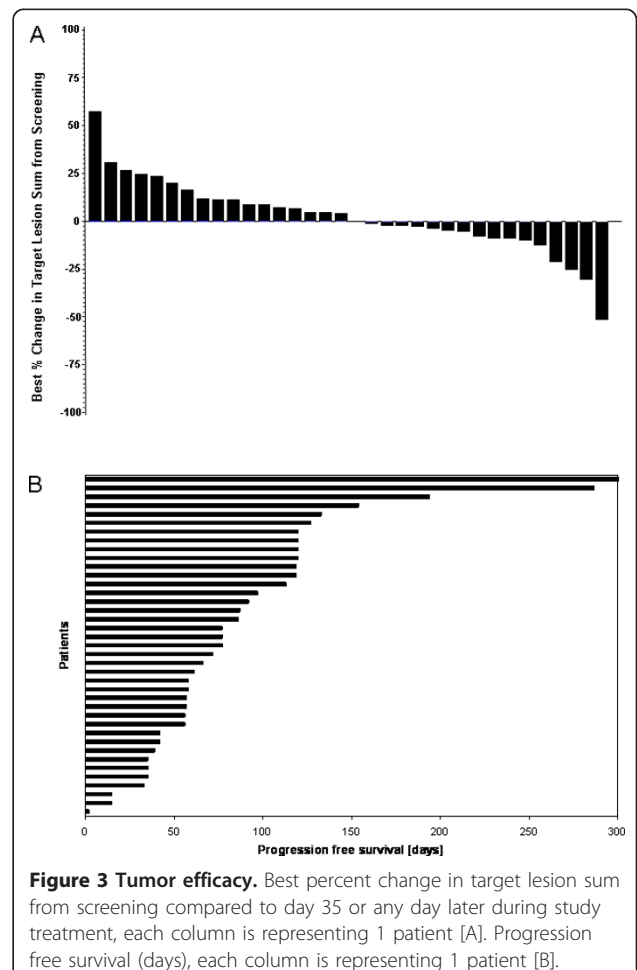 A
100
75
50
25
0
-25
-50
-75
-100
Best % Change in Target Lesion Sum from Screening
B
Patients
0 50 100 150 200 250 300
Progression free survival [days]
Figure 3 Tumor efficacy. Best percent change in target lesion sum
from screening compared to day 35 or any day later during study
treatment, each column is representing 1 patient [A]. Progression
free survival (days), each column is representing 1 patient [B].